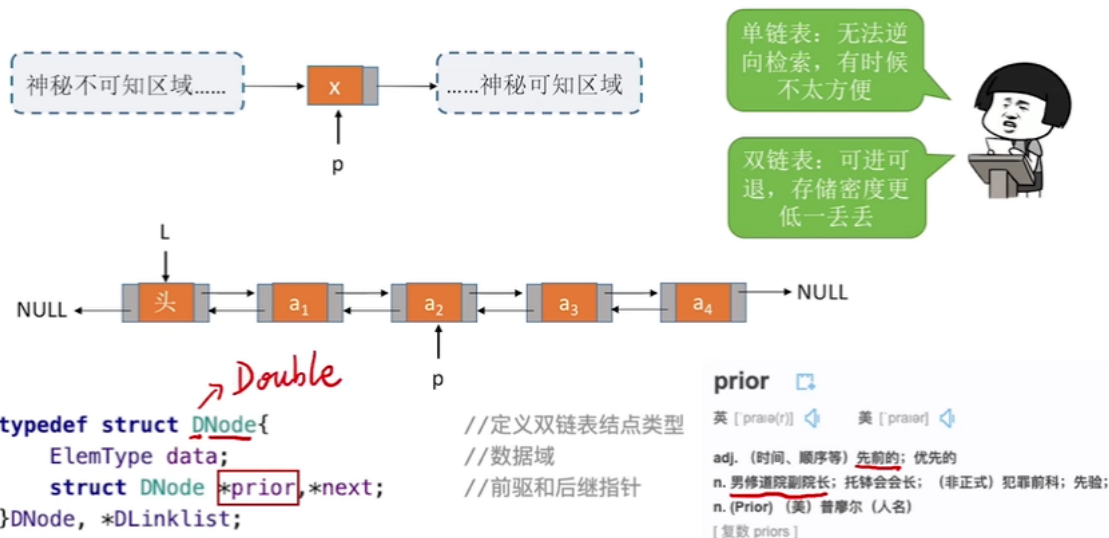 神秘不可知区域……
x
……神秘可知区域
p
单链表：无法逆
向检索，有时候
不太方便
双链表：可进可
退，存储密度更
低一丢丢
L
NULL
头
a₁
a₂
a₃
a₄
NULL
p
Double
typedef struct DNode{ //定义双链表结点类型
ElemType data; //数据域
struct DNode *prior,*next; //前驱和后继指针
}DNode, *DLinklist;
prior
英 [ˈpraɪə(r)] 美 [ˈpraɪər]
adj. （时间、顺序等）先前的；优先的
n. 男修道院副院长；托钵会会长；（非正式）犯罪前科；先验；
n. (Prior) （美）普摩尔（人名）
[ 复数 priors ]